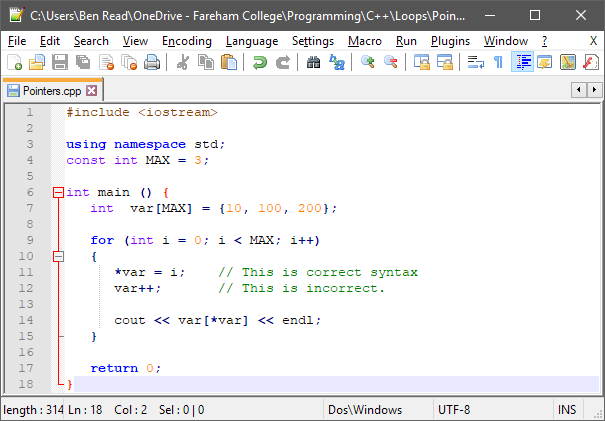 C:\Users\Ben Read\OneDrive - Fareham College\Programming\C++\Loops\Poin...
File Edit Search View Encoding Language Settings Macro Run Plugins Window ? X
Pointers.cpp
1 #include <iostream>
2
3 using namespace std;
4 const int MAX = 3;
5
6 int main () {
7 int  var[MAX] = {10, 100, 200};
8
9 for (int i = 0; i < MAX; i++)
10 {
11 *var = i;    // This is correct syntax
12 var++;       // This is incorrect.
13
14 cout << var[*var] << endl;
15 }
16
17 return 0;
18 }
length : 314 Ln : 18 Col : 2 Sel : 0 | 0 Dos\Windows UTF-8 INS